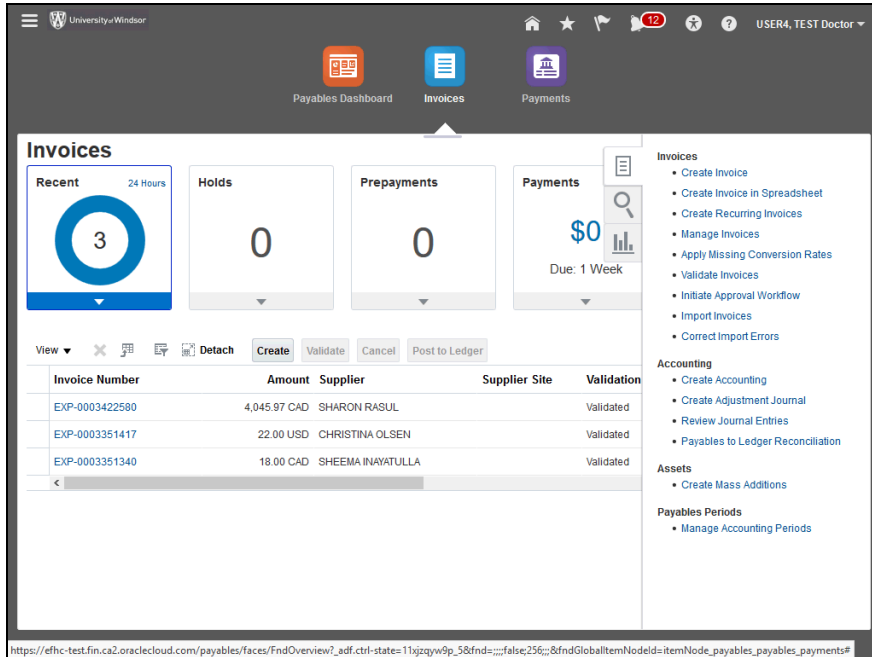 University of Windsor
12
USER4, TEST Doctor
Payables Dashboard
Invoices
Payments
Invoices
Recent
24 Hours
3
Holds
0
Prepayments
0
Payments
$0
Due: 1 Week
View
Detach
Create
Validate
Cancel
Post to Ledger
Invoice Number Amount Supplier Supplier Site Validation
EXP-0003422580 4,045.97 CAD SHARON RASUL Validated
EXP-0003351417 22.00 USD CHRISTINA OLSEN Validated
EXP-0003351340 18.00 CAD SHEEMA INAYATULLA Validated
Invoices
Create Invoice
Create Invoice in Spreadsheet
Create Recurring Invoices
Manage Invoices
Apply Missing Conversion Rates
Validate Invoices
Initiate Approval Workflow
Import Invoices
Correct Import Errors
Accounting
Create Accounting
Create Adjustment Journal
Review Journal Entries
Payables to Ledger Reconciliation
Assets
Create Mass Additions
Payables Periods
Manage Accounting Periods
https://efhc-test.fin.ca2.oraclecloud.com/payables/faces/FndOverview?_adf.ctrl-state=11xjzqyw9p_5&fnd=;;;;false;256;;;&fndGlobalItemNodeId=itemNode_payables_payables_payments#